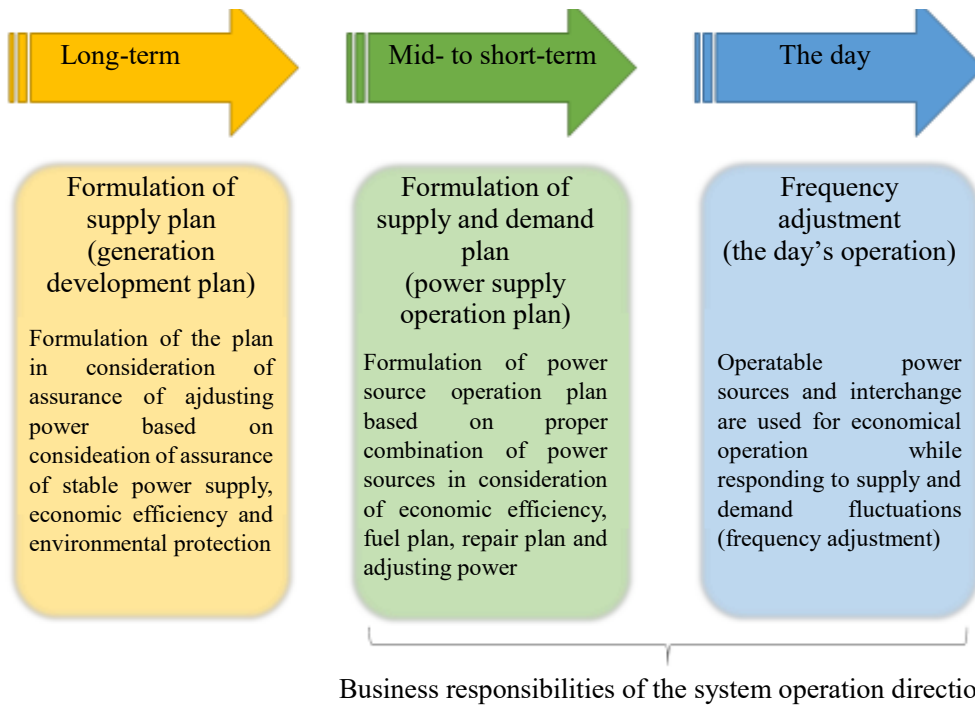 Long-term
Mid- to short-term
The day
Formulation of
supply plan
(generation
development plan)
Formulation of the plan
in consideration of
assurance of ajdusting
power based on
consideation of assurance
of stable power supply,
economic efficiency and
environmental protection
Formulation of
supply and demand
plan
(power supply
operation plan)
Formulation of power
source operation plan
based on proper
combination of power
sources in consideration
of economic efficiency,
fuel plan, repair plan and
adjusting power
Frequency
adjustment
(the day’s operation)
Operatable power
sources and interchange
are used for economical
operation while
responding to supply and
demand fluctuations
(frequency adjustment)
Business responsibilities of the system operation directio